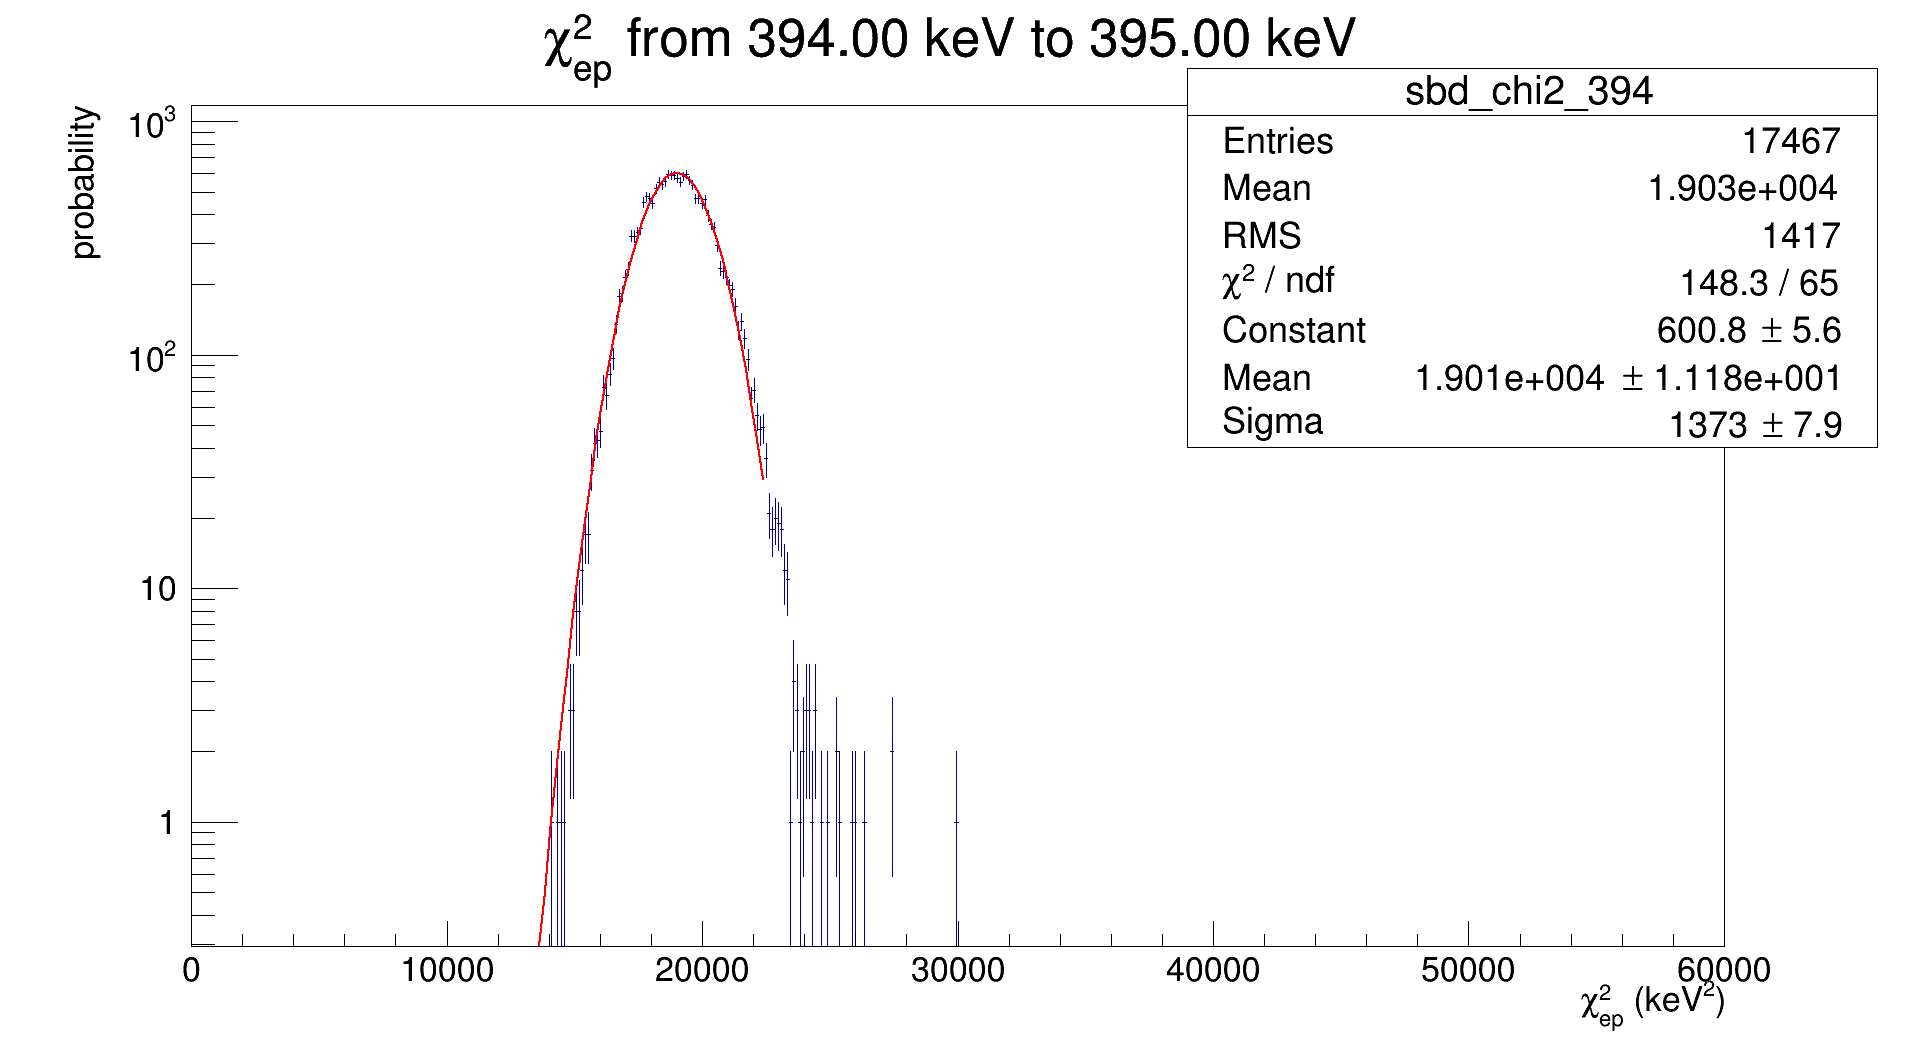 χ²ep from 394.00 keV to 395.00 keV
sbd_chi2_394
Entries 17467
Mean 1.903e+004
RMS 1417
χ² / ndf 148.3 / 65
Constant 600.8 ± 5.6
Mean 1.901e+004 ± 1.118e+001
Sigma 1373 ± 7.9
probability
10³
10²
10
1
0 10000 20000 30000 40000 50000 60000
χ²ep (keV²)